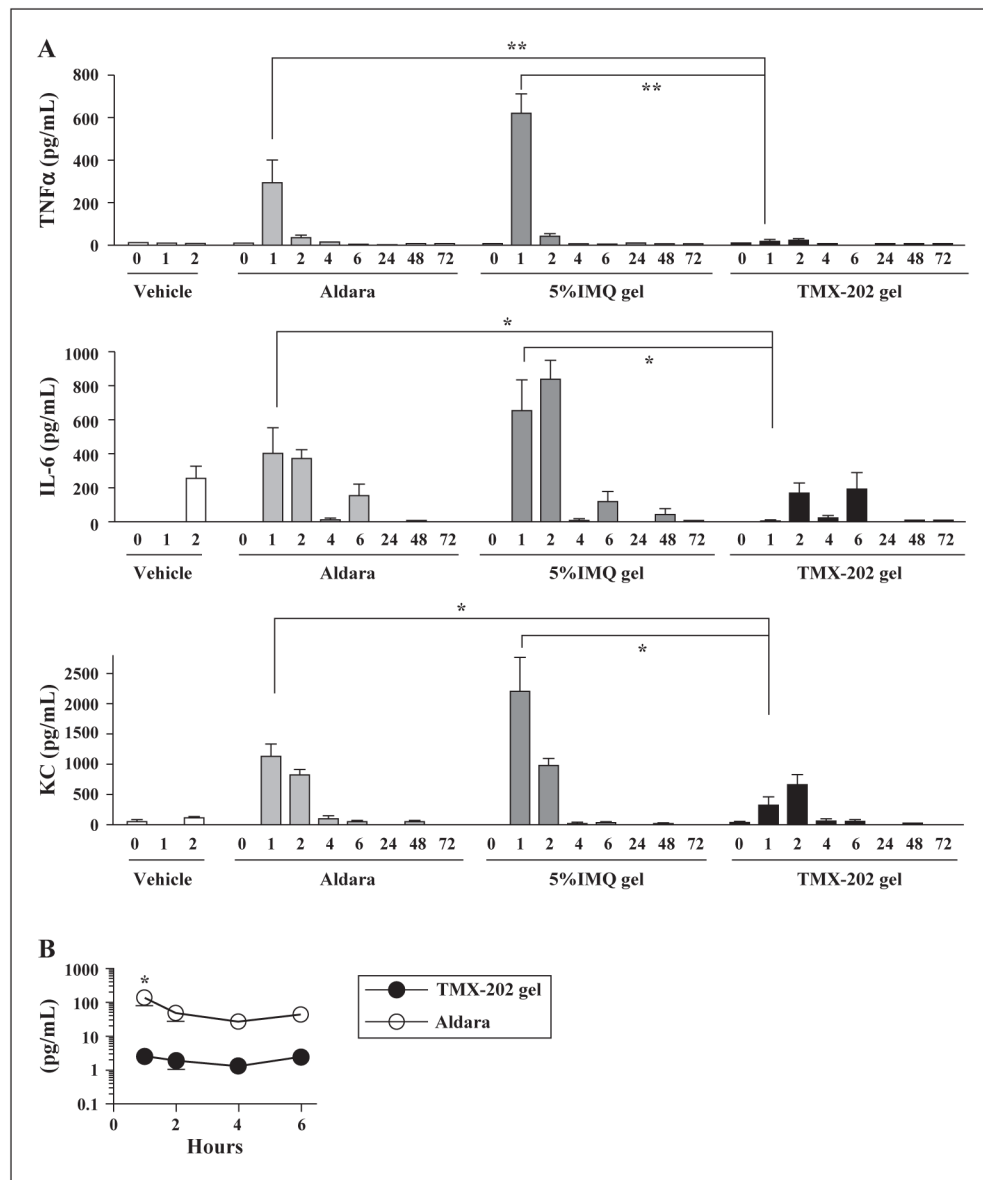 A
**
**
TNFα (pg/mL)
800
600
400
200
0
0 1 2 0 1 2 4 6 24 48 72 0 1 2 4 6 24 48 72 0 1 2 4 6 24 48 72
Vehicle Aldara 5%IMQ gel TMX-202 gel
*
*
IL-6 (pg/mL)
1000
800
600
400
200
0
0 1 2 0 1 2 4 6 24 48 72 0 1 2 4 6 24 48 72 0 1 2 4 6 24 48 72
Vehicle Aldara 5%IMQ gel TMX-202 gel
*
*
KC (pg/mL)
2500
2000
1500
1000
500
0
0 1 2 0 1 2 4 6 24 48 72 0 1 2 4 6 24 48 72 0 1 2 4 6 24 48 72
Vehicle Aldara 5%IMQ gel TMX-202 gel
B
(pg/mL)
1000
100
10
1
0.1
*
0 2 4 6
Hours
TMX-202 gel
Aldara